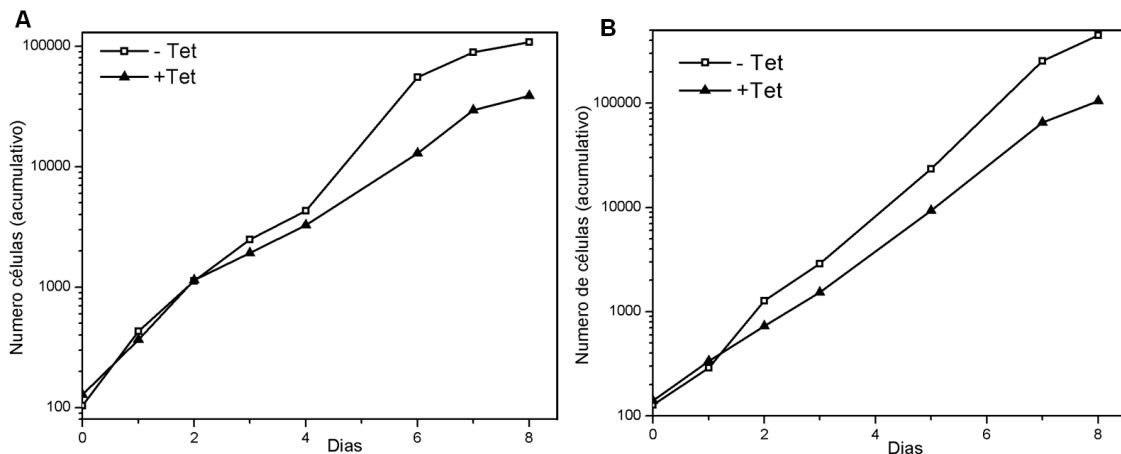 A
Numero células (acumulativo)
100000
10000
1000
100
- Tet
+Tet
0
2
4
6
8
Dias
B
Numero de células (acumulativo)
100000
10000
1000
100
- Tet
+Tet
0
2
4
6
8
Dias